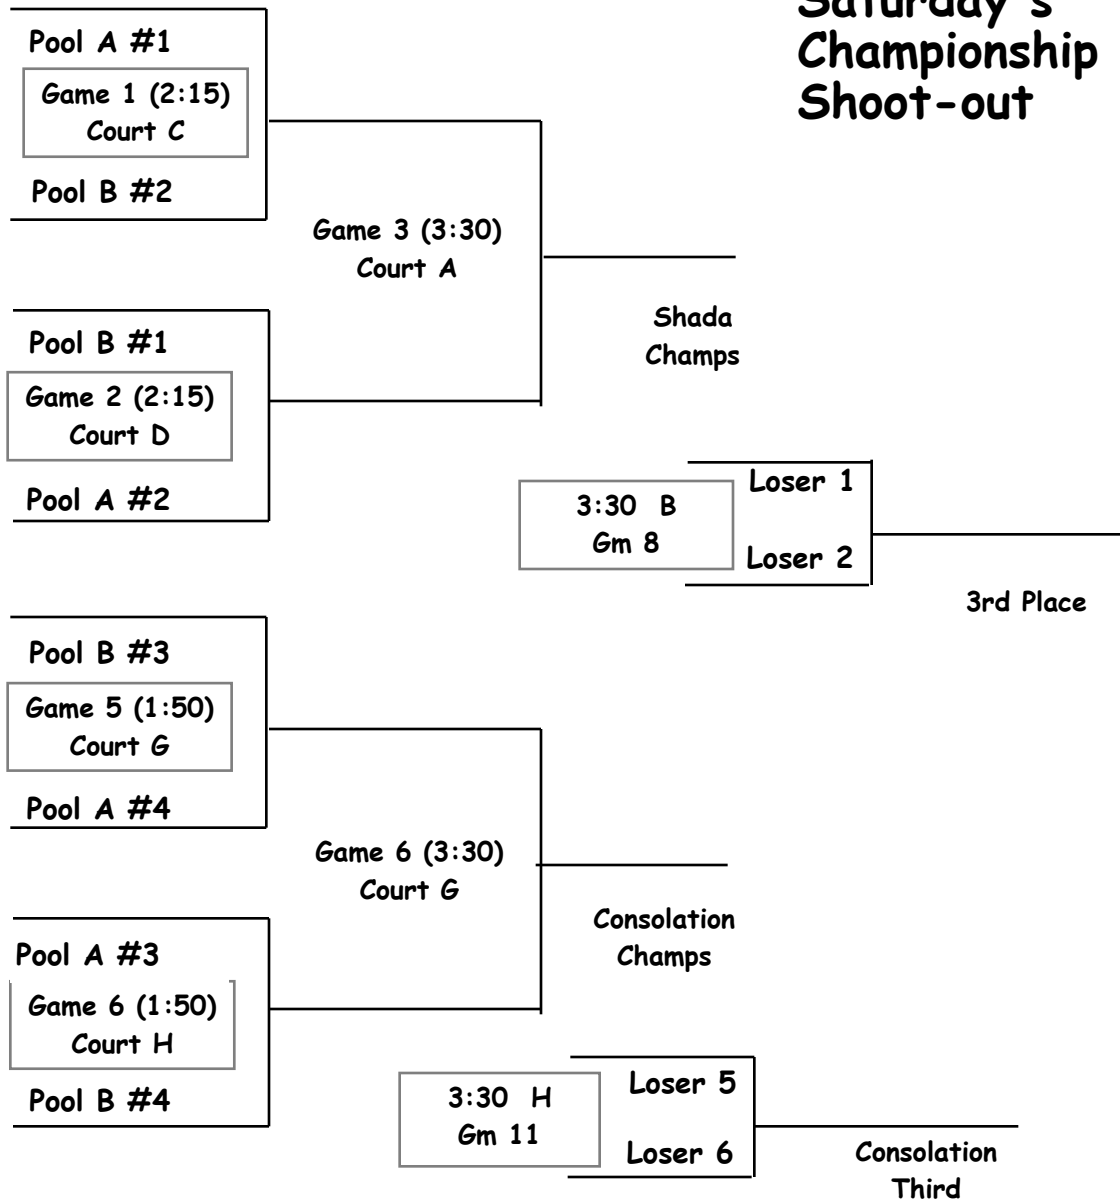 Saturday's
Championship
Shoot-out
Pool A #1
Game 1 (2:15)
Court C
Pool B #2
Game 3 (3:30)
Court A
Shada
Champs
Pool B #1
Game 2 (2:15)
Court D
Pool A #2
3:30 B
Gm 8
Loser 1
Loser 2
3rd Place
Pool B #3
Game 5 (1:50)
Court G
Pool A #4
Game 6 (3:30)
Court G
Consolation
Champs
Pool A #3
Game 6 (1:50)
Court H
Pool B #4
3:30 H
Gm 11
Loser 5
Loser 6
Consolation
Third